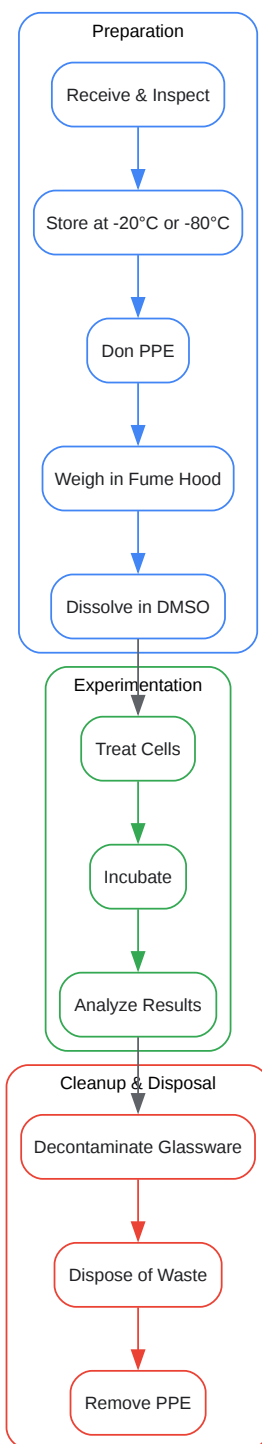 Preparation
Receive & Inspect
Store at -20°C or -80°C
Don PPE
Weigh in Fume Hood
Dissolve in DMSO
Experimentation
Treat Cells
Incubate
Analyze Results
Cleanup & Disposal
Decontaminate Glassware
Dispose of Waste
Remove PPE